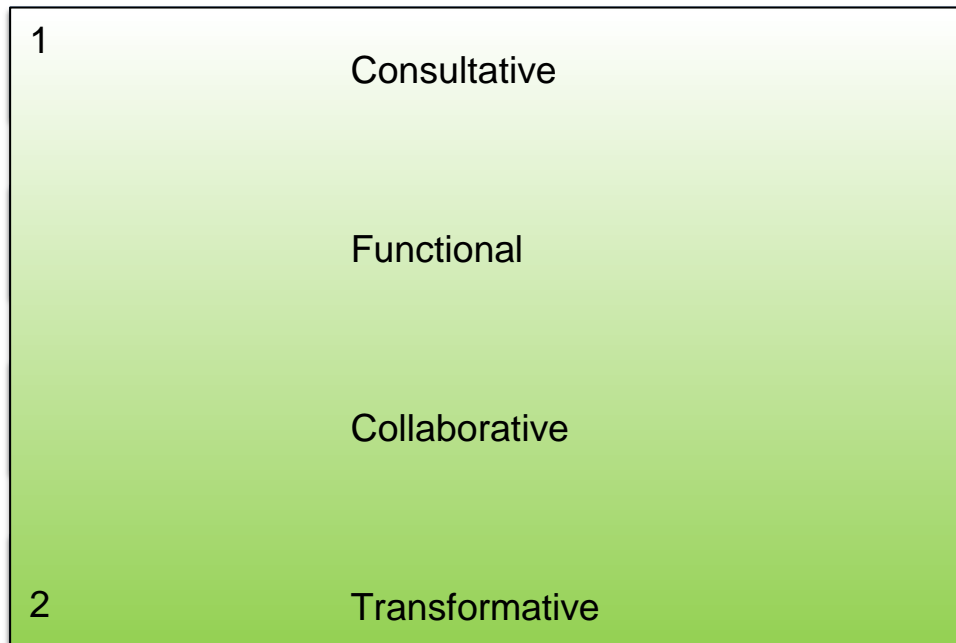 1
Consultative
Functional
Collaborative
2
Transformative